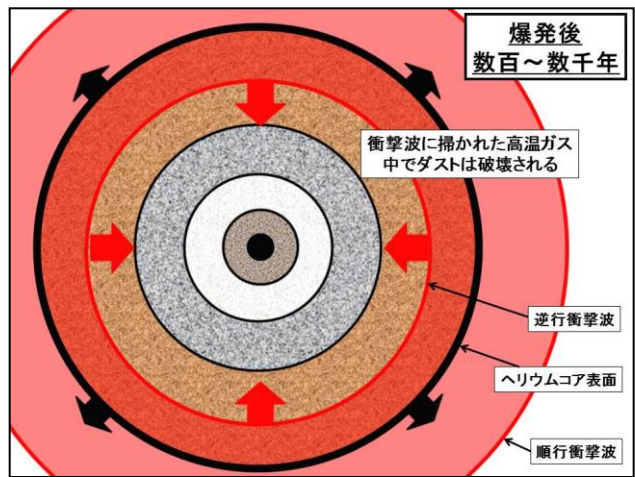 爆発後
数百～数千年
衝撃波に掃かれた高温ガス
中でダストは破壊される
逆行衝撃波
ヘリウムコア表面
順行衝撃波